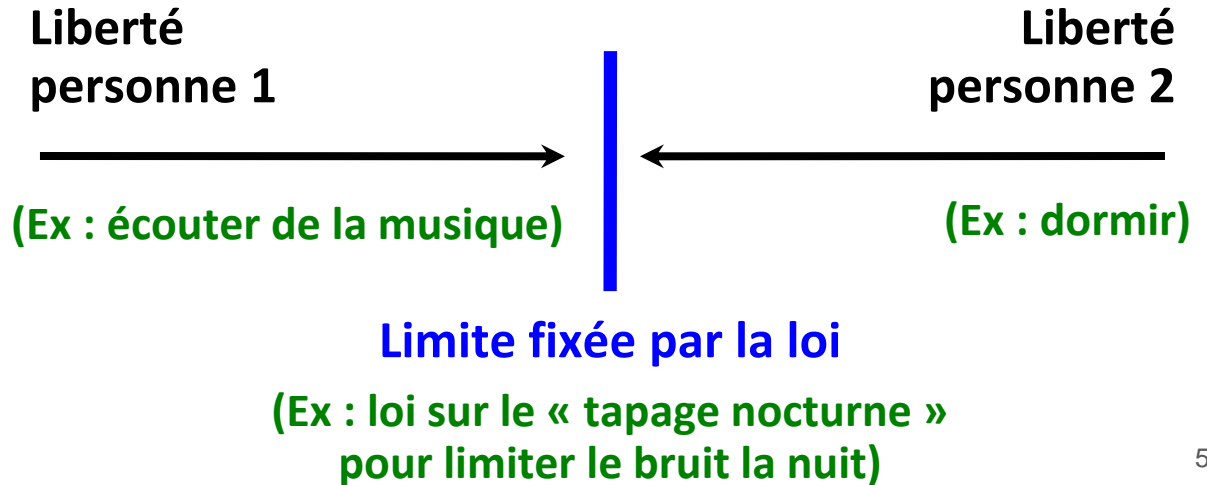 Liberté
personne 1
Liberté
personne 2
(Ex : écouter de la musique)
(Ex : dormir)
Limite fixée par la loi
(Ex : loi sur le « tapage nocturne »
pour limiter le bruit la nuit)
5